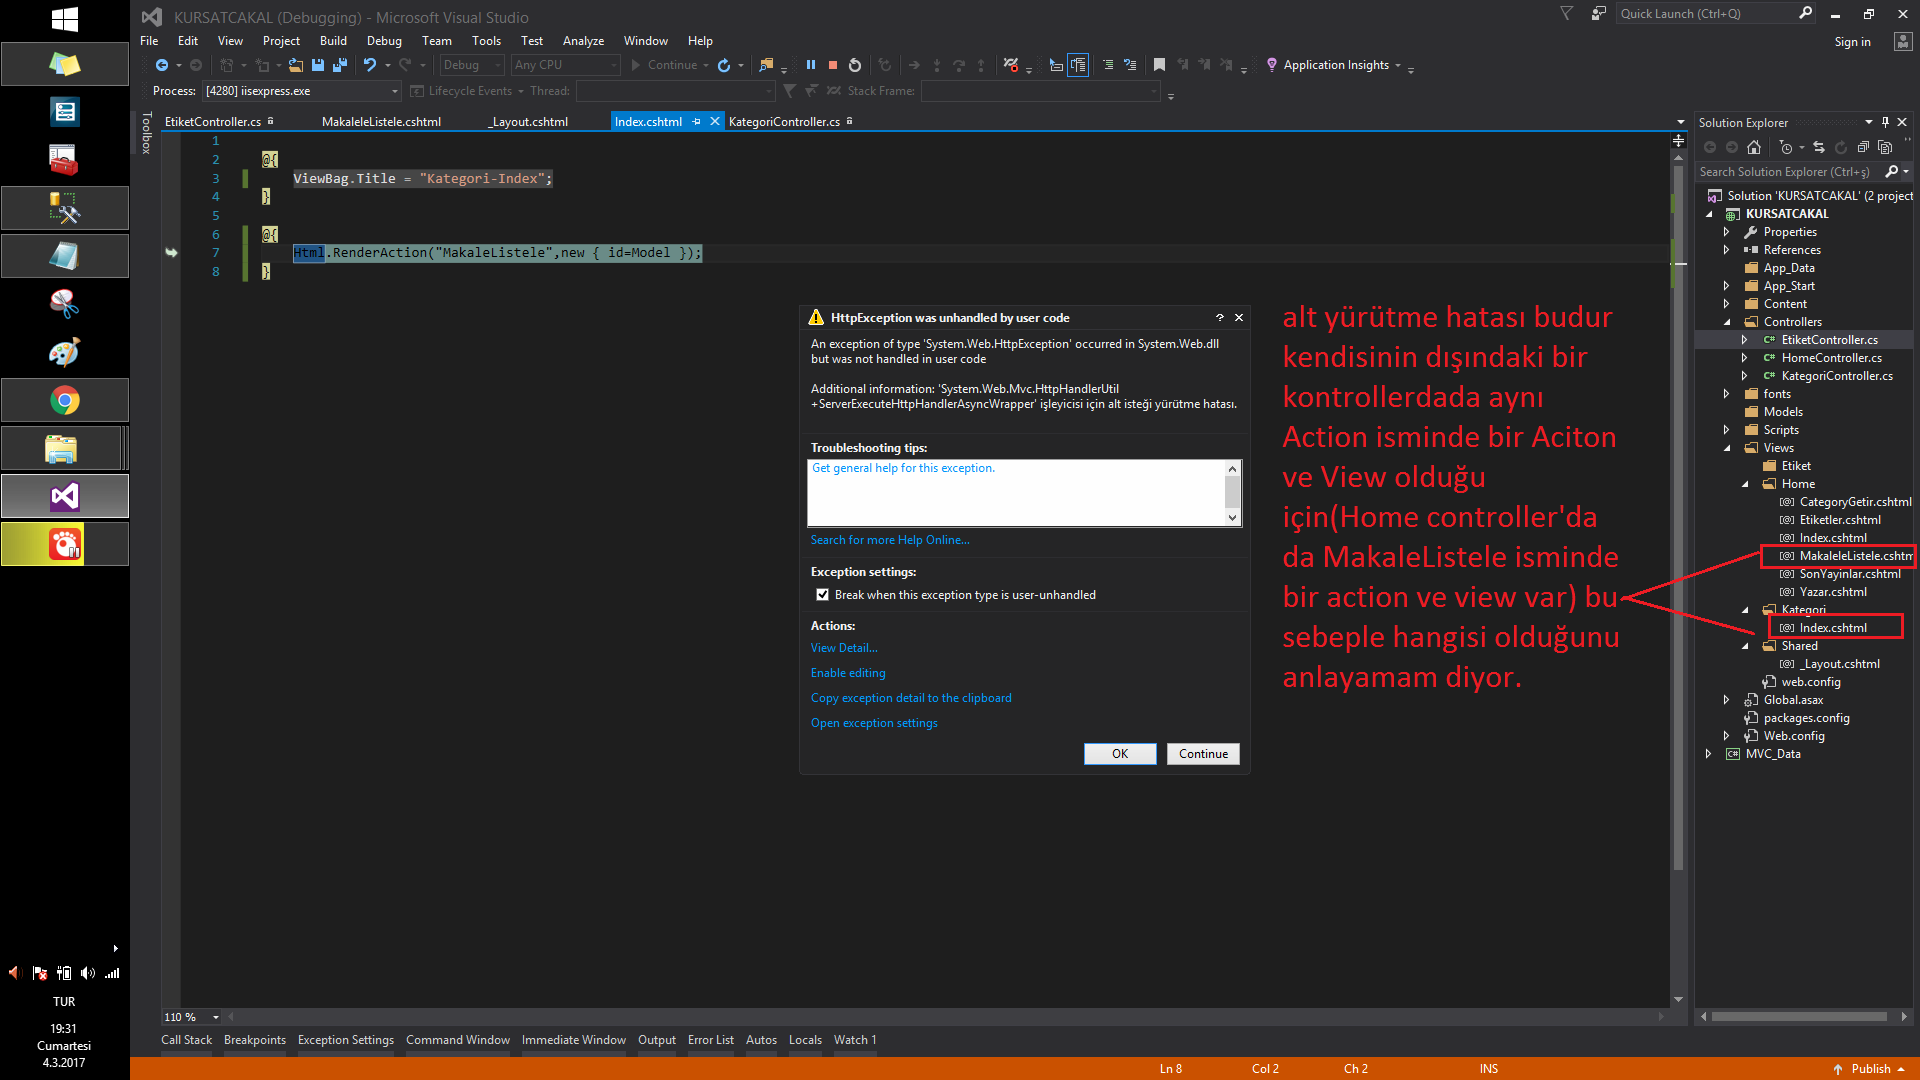 KURSATCAKAL (Debugging) - Microsoft Visual Studio
Quick Launch (Ctrl+Q)
File Edit View Project Build Debug Team Tools Test Analyze Window Help
Sign in
Debug Any CPU Continue Application Insights
Process: [4280] iisexpress.exe Lifecycle Events Thread: Stack Frame:
Toolbox
EtiketController.cs MakaleleListele.cshtml _Layout.cshtml Index.cshtml KategoriController.cs
1
2 @{
3 ViewBag.Title = "Kategori-Index";
4 }
5
6 @{
7 Html.RenderAction("MakaleListele",new { id=Model });
8 }
HttpException was unhandled by user code
An exception of type 'System.Web.HttpException' occurred in System.Web.dll
but was not handled in user code
Additional information: 'System.Web.Mvc.HttpHandlerUtil
+ServerExecuteHttpHandlerAsyncWrapper' işleyicisi için alt isteği yürütme hatası.
Troubleshooting tips:
Get general help for this exception.
Search for more Help Online...
Exception settings:
Break when this exception type is user-unhandled
Actions:
View Detail...
Enable editing
Copy exception detail to the clipboard
Open exception settings
OK Continue
alt yürütme hatası budur
kendisinin dışındaki bir
kontrollerdada aynı
Action isminde bir Aciton
ve View olduğu
için(Home controller'da
da MakaleListele isminde
bir action ve view var) bu
sebeple hangisi olduğunu
anlayamam diyor.
Solution Explorer
Search Solution Explorer (Ctrl+ş)
Solution 'KURSATCAKAL' (2 project
KURSATCAKAL
Properties
References
App_Data
App_Start
Content
Controllers
EtiketController.cs
HomeController.cs
KategoriController.cs
fonts
Models
Scripts
Views
Etiket
Home
CategoryGetir.cshtml
Etiketler.cshtml
Index.cshtml
MakaleleListele.cshtm
SonYayinlar.cshtml
Yazar.cshtml
Kategori
Index.cshtml
Shared
_Layout.cshtml
web.config
Global.asax
packages.config
Web.config
MVC_Data
110 %
Call Stack Breakpoints Exception Settings Command Window Immediate Window Output Error List Autos Locals Watch 1
Ln 8 Col 2 Ch 2 INS Publish
TUR
19:31
Cumartesi
4.3.2017